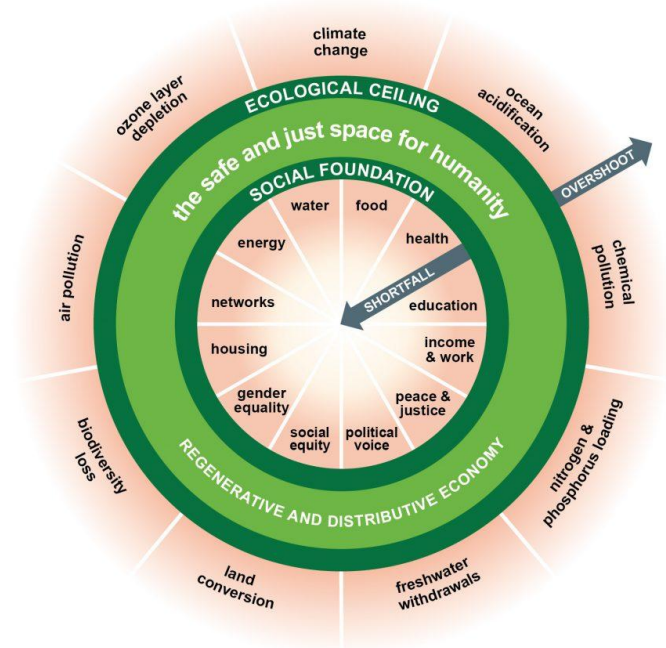 climate
change
ocean
acidification
chemical
pollution
nitrogen &
phosphorus loading
freshwater
withdrawals
land
conversion
biodiversity
loss
air pollution
ozone layer
depletion
ECOLOGICAL CEILING
the safe and just space for humanity
OVERSHOOT
SOCIAL FOUNDATION
water
food
health
SHORTFALL
education
income
& work
peace &
justice
political
voice
social
equity
gender
equality
housing
networks
energy
REGENERATIVE AND DISTRIBUTIVE ECONOMY